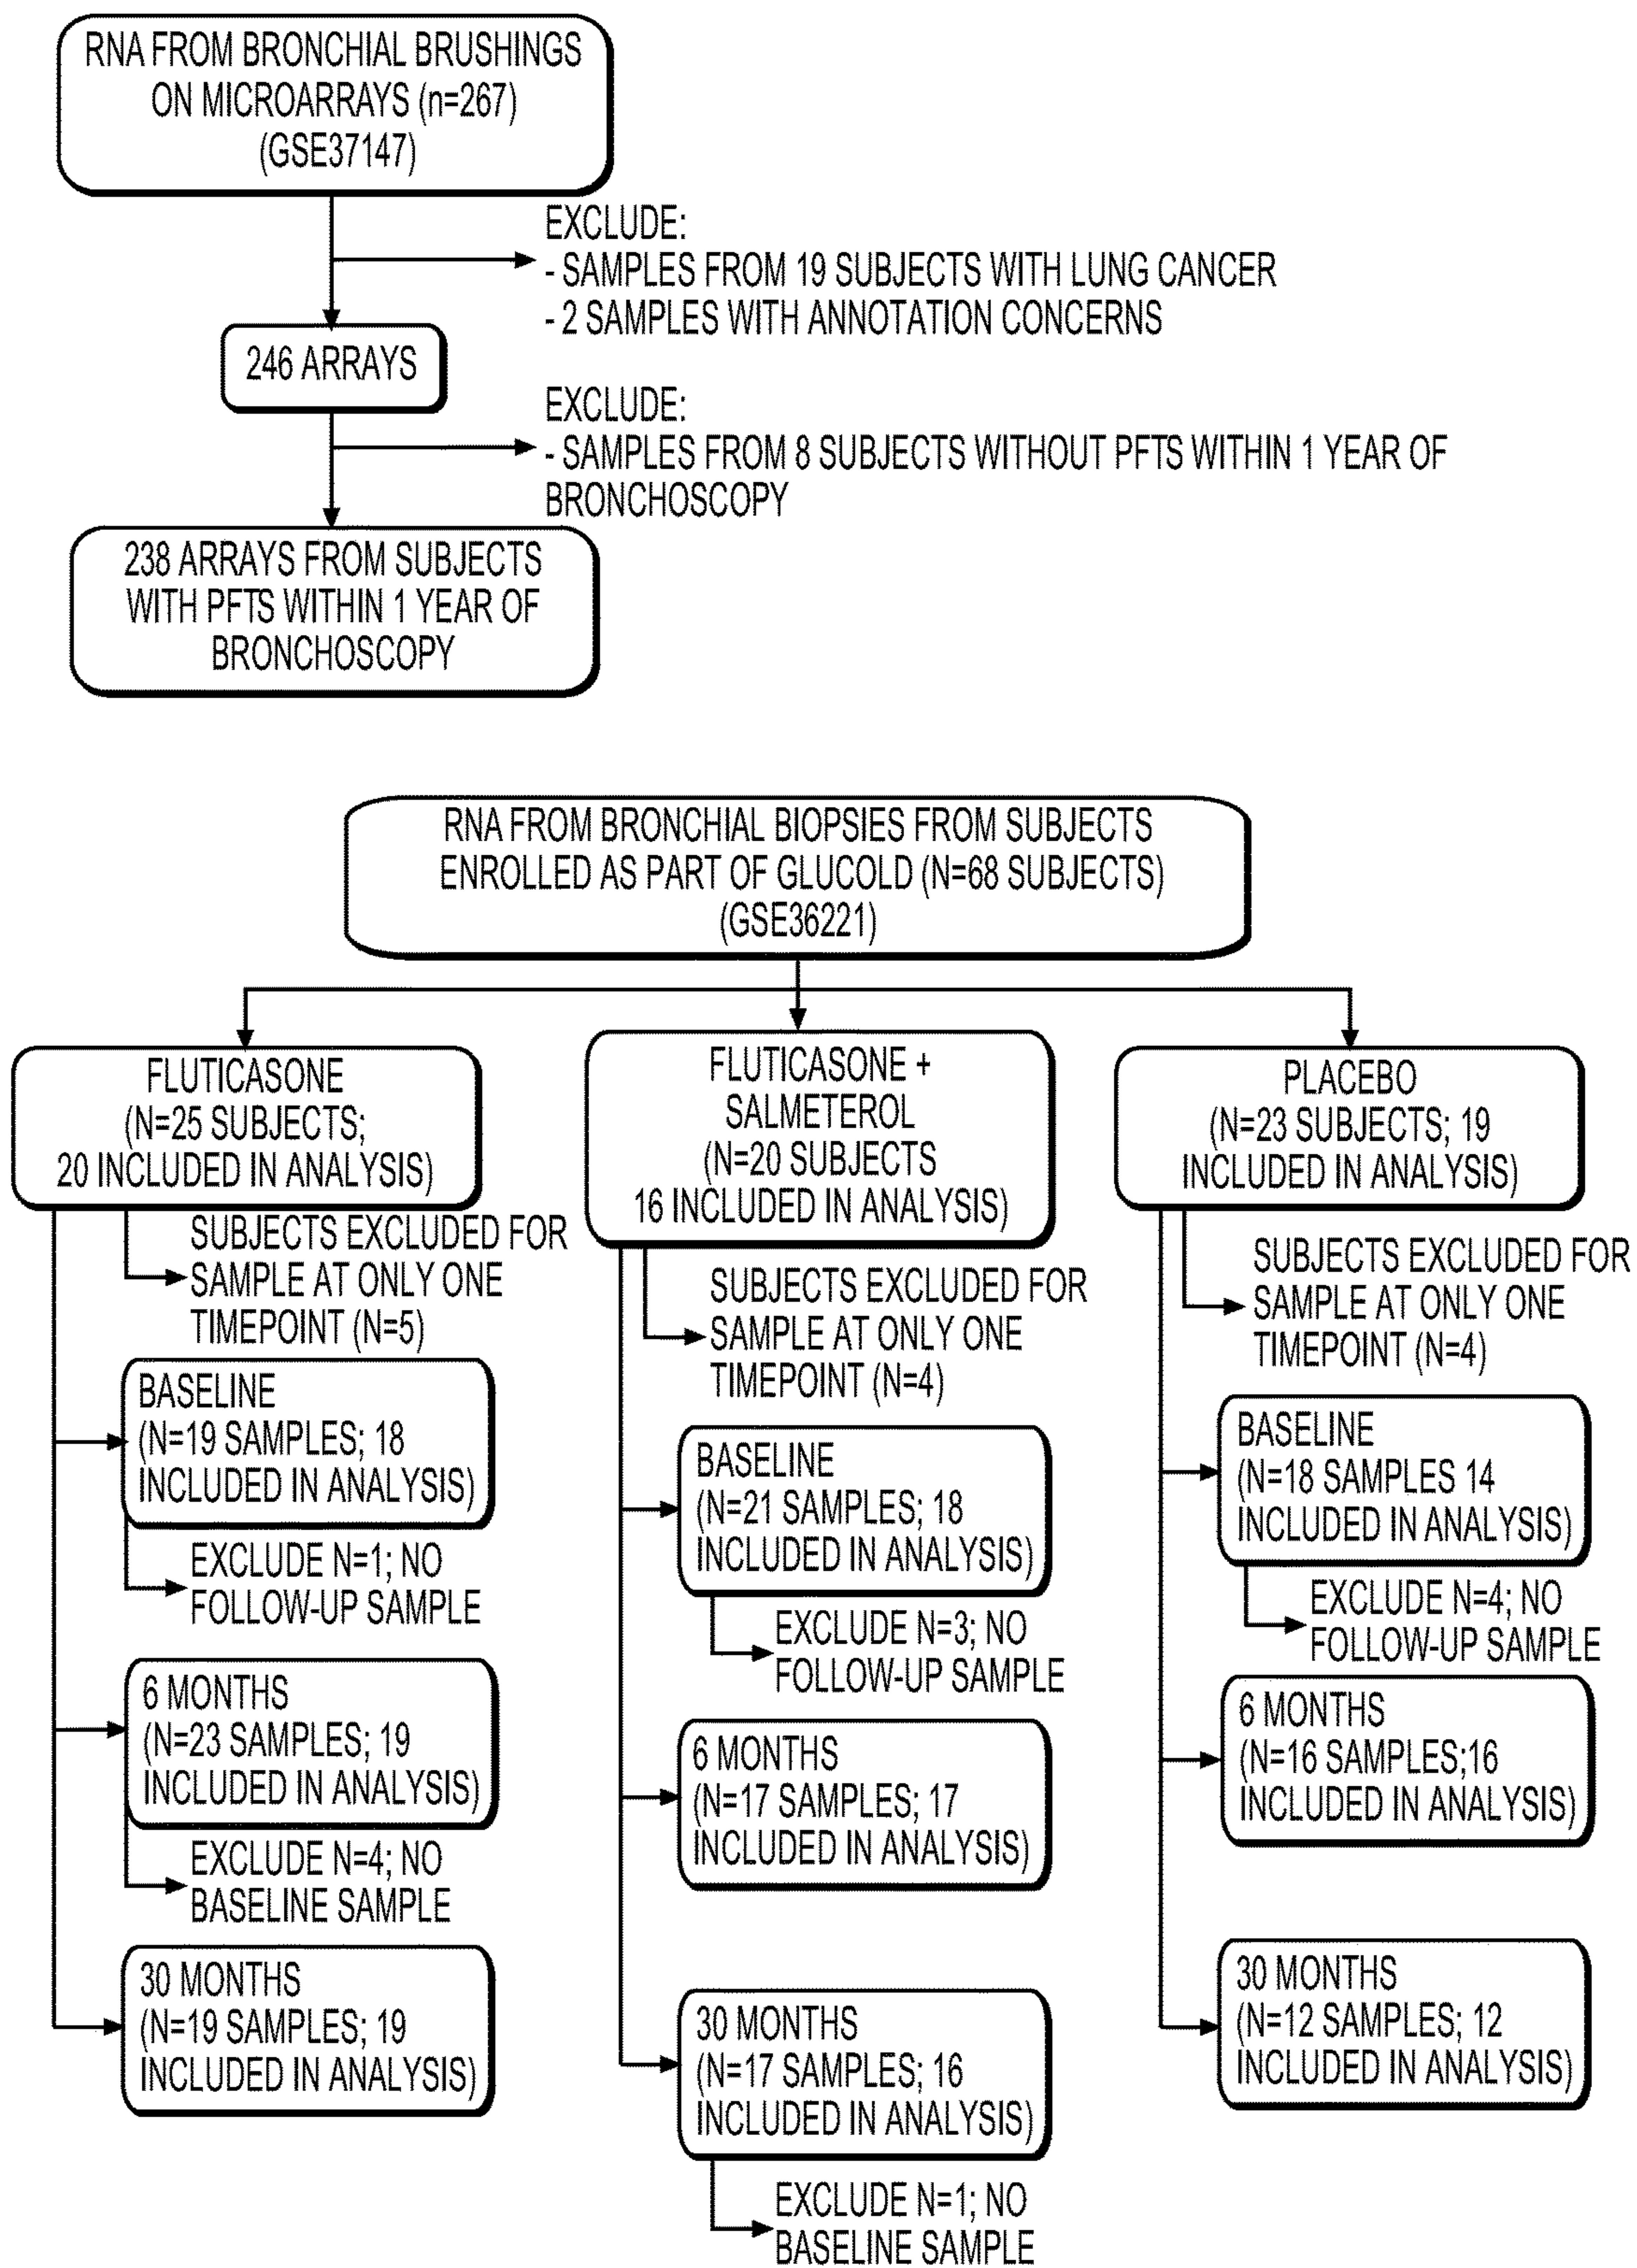 RNA FROM BRONCHIAL BRUSHINGS
ON MICROARRAYS (n=267)
(GSE37147)
EXCLUDE:
- SAMPLES FROM 19 SUBJECTS WITH LUNG CANCER
- 2 SAMPLES WITH ANNOTATION CONCERNS
246 ARRAYS
EXCLUDE:
- SAMPLES FROM 8 SUBJECTS WITHOUT PFTS WITHIN 1 YEAR OF
BRONCHOSCOPY
238 ARRAYS FROM SUBJECTS
WITH PFTS WITHIN 1 YEAR OF
BRONCHOSCOPY
RNA FROM BRONCHIAL BIOPSIES FROM SUBJECTS
ENROLLED AS PART OF GLUCOLD (N=68 SUBJECTS)
(GSE36221)
FLUTICASONE
(N=25 SUBJECTS;
20 INCLUDED IN ANALYSIS)
SUBJECTS EXCLUDED FOR
SAMPLE AT ONLY ONE
TIMEPOINT (N=5)
BASELINE
(N=19 SAMPLES; 18
INCLUDED IN ANALYSIS)
EXCLUDE N=1; NO
FOLLOW-UP SAMPLE
6 MONTHS
(N=23 SAMPLES; 19
INCLUDED IN ANALYSIS)
EXCLUDE N=4; NO
BASELINE SAMPLE
30 MONTHS
(N=19 SAMPLES; 19
INCLUDED IN ANALYSIS)
FLUTICASONE +
SALMETEROL
(N=20 SUBJECTS
16 INCLUDED IN ANALYSIS)
SUBJECTS EXCLUDED FOR
SAMPLE AT ONLY ONE
TIMEPOINT (N=4)
BASELINE
(N=21 SAMPLES; 18
INCLUDED IN ANALYSIS)
EXCLUDE N=3; NO
FOLLOW-UP SAMPLE
6 MONTHS
(N=17 SAMPLES; 17
INCLUDED IN ANALYSIS)
30 MONTHS
(N=17 SAMPLES; 16
INCLUDED IN ANALYSIS)
EXCLUDE N=1; NO
BASELINE SAMPLE
PLACEBO
(N=23 SUBJECTS; 19
INCLUDED IN ANALYSIS)
SUBJECTS EXCLUDED FOR
SAMPLE AT ONLY ONE
TIMEPOINT (N=4)
BASELINE
(N=18 SAMPLES 14
INCLUDED IN ANALYSIS)
EXCLUDE N=4; NO
FOLLOW-UP SAMPLE
6 MONTHS
(N=16 SAMPLES;16
INCLUDED IN ANALYSIS)
30 MONTHS
(N=12 SAMPLES; 12
INCLUDED IN ANALYSIS)